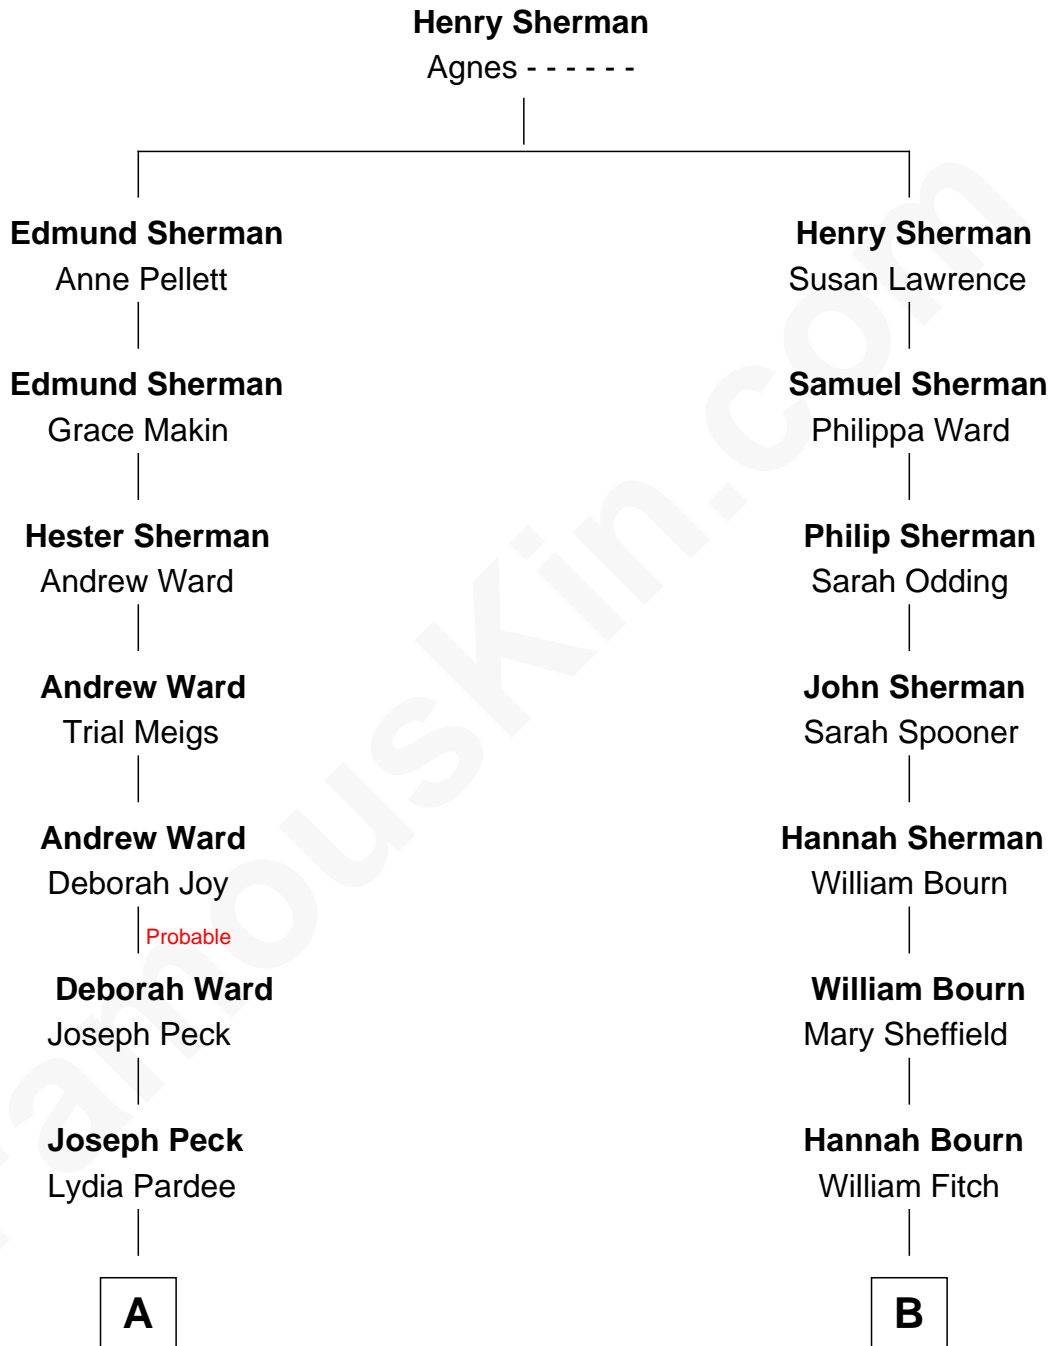 Henry Sherman
Agnes - - - - - -
Edmund Sherman
Anne Pellett
Henry Sherman
Susan Lawrence
Edmund Sherman
Grace Makin
Samuel Sherman
Philippa Ward
Hester Sherman
Andrew Ward
Philip Sherman
Sarah Odding
Andrew Ward
Trial Meigs
John Sherman
Sarah Spooner
Andrew Ward
Deborah Joy
Hannah Sherman
William Bourn
Probable
Deborah Ward
Joseph Peck
William Bourn
Mary Sheffield
Joseph Peck
Lydia Pardee
Hannah Bourn
William Fitch
A
B
FamousKin.com